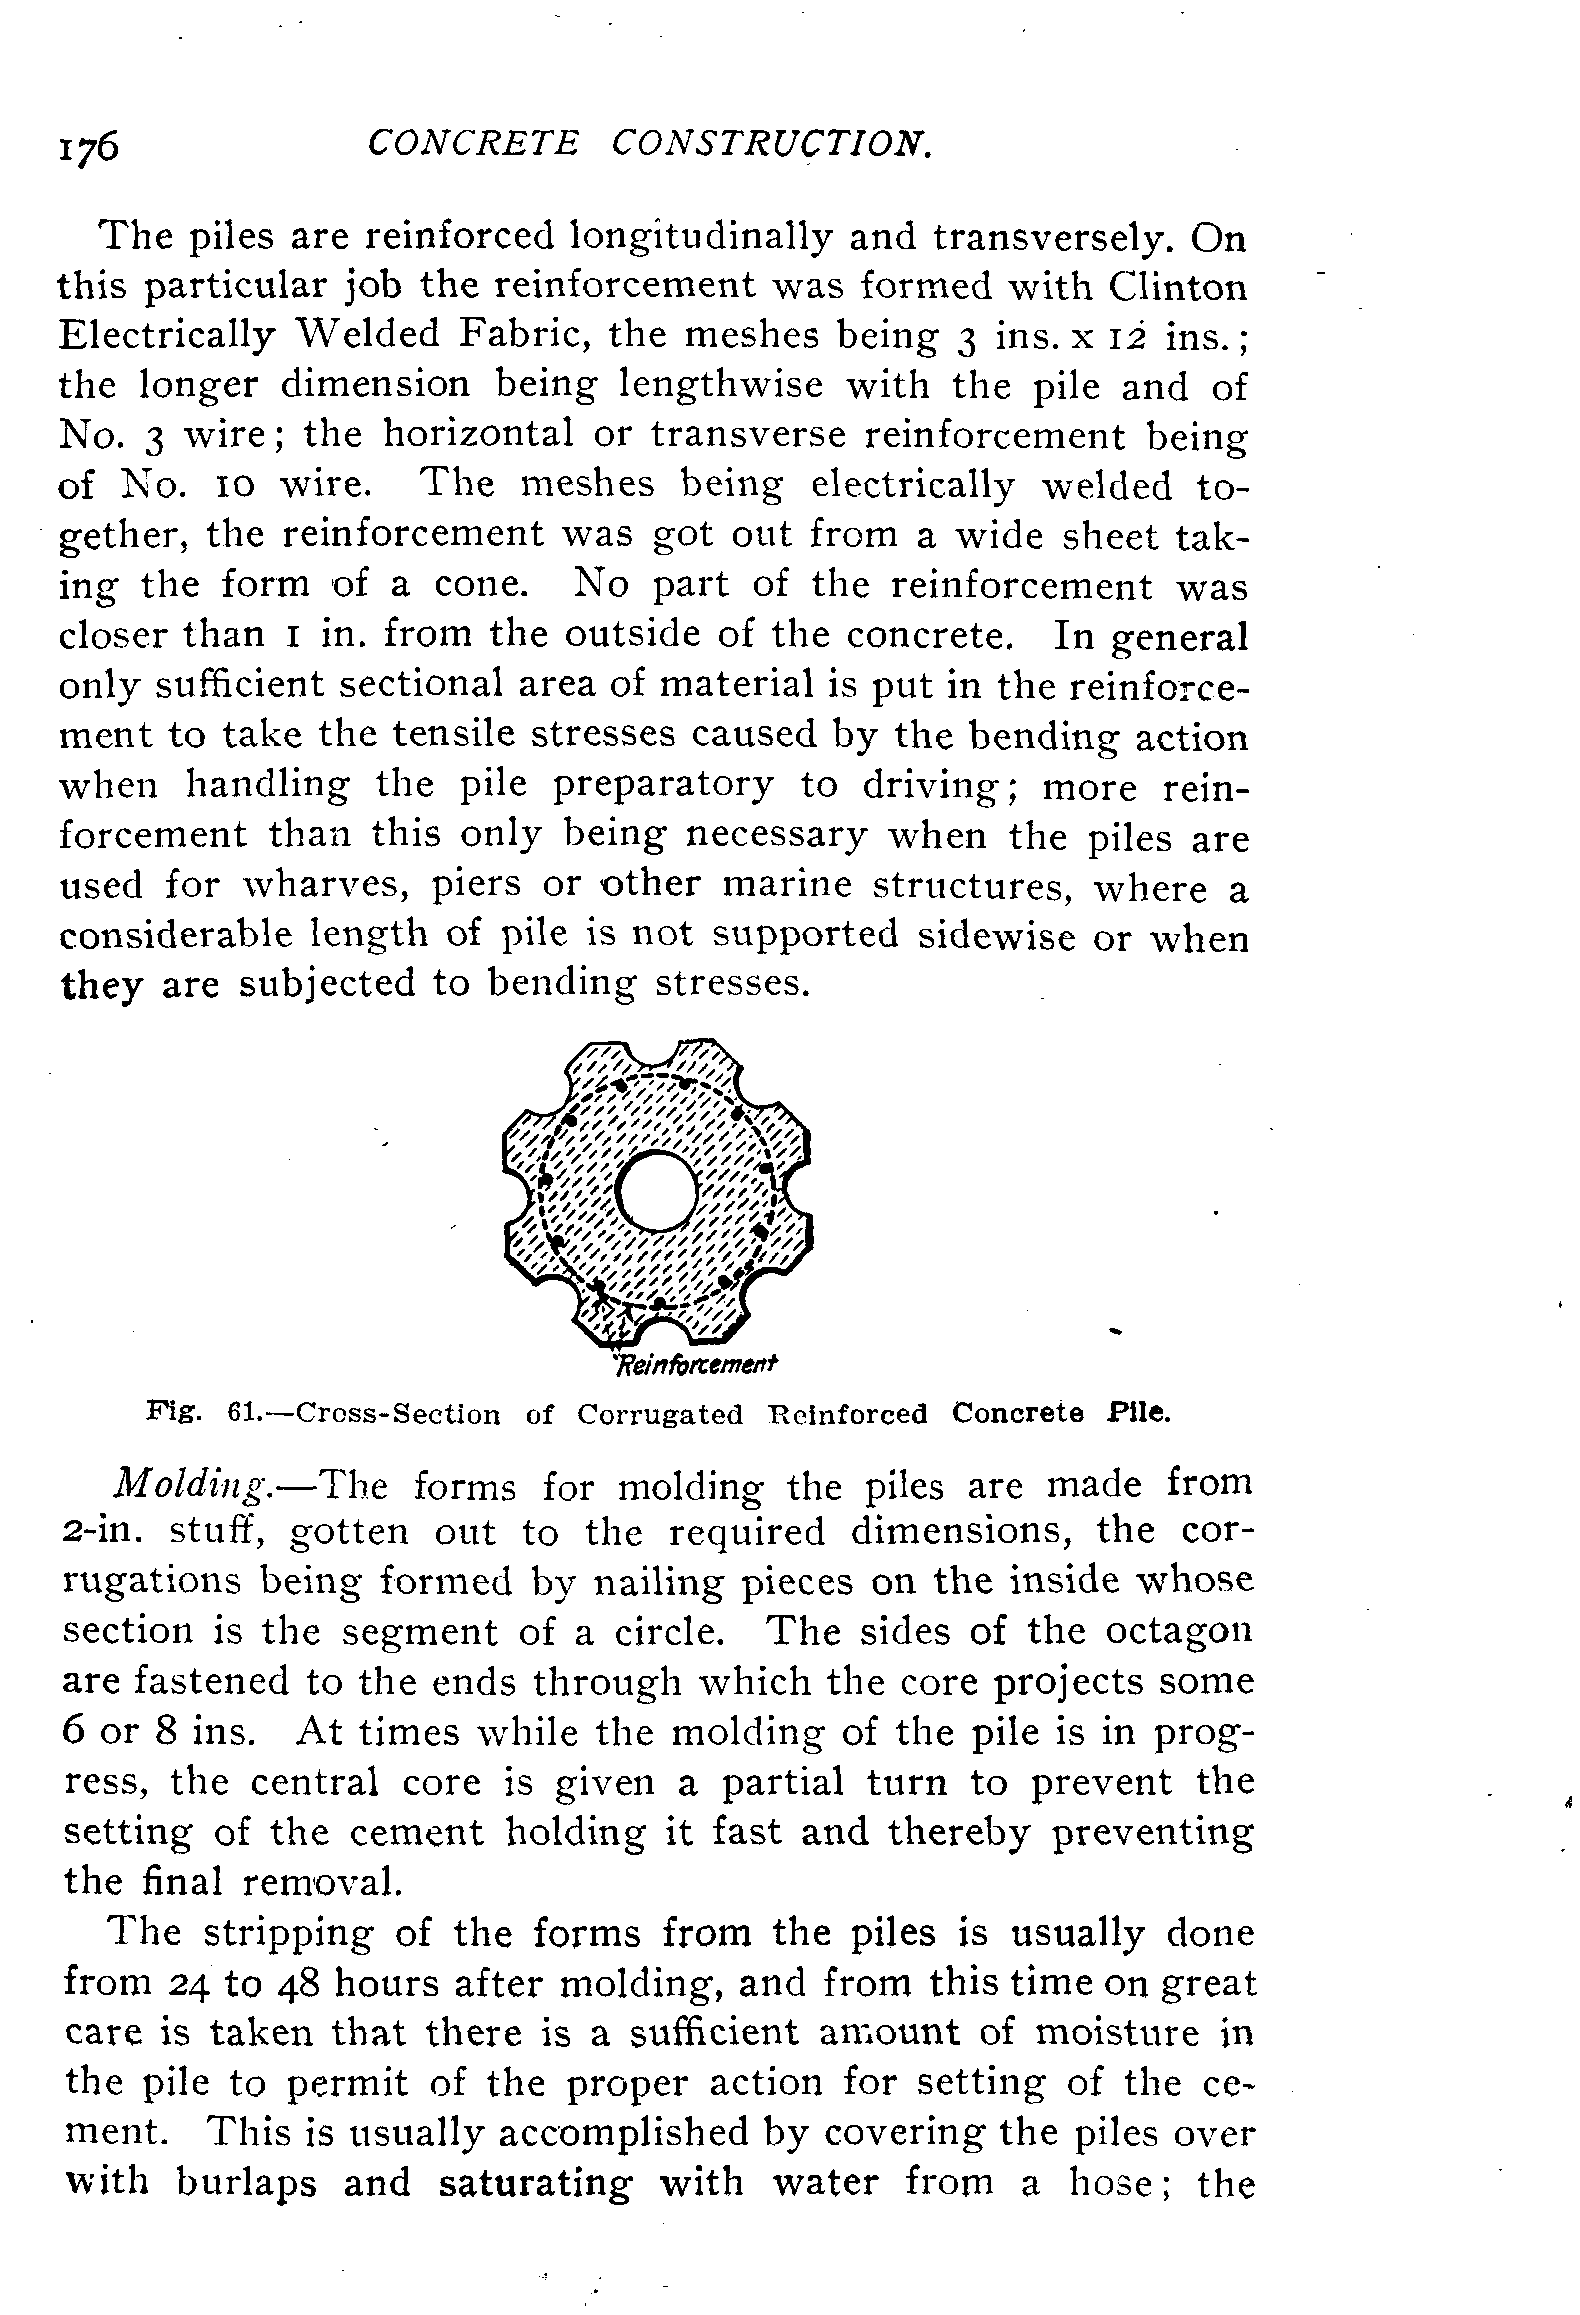 176 CONCRETE CONSTRUCTION.
The piles are reinforced longitudinally and transversely. On
this particular job the reinforcement was formed with Clinton
Electrically Welded Fabric, the meshes being 3 ins. x 12 ins.;
the longer dimension being lengthwise with the pile and of
No. 3 wire; the horizontal or transverse reinforcement being
of No. 10 wire. The meshes being electrically welded to-
gether, the reinforcement was got out from a wide sheet tak-
ing the form of a cone. No part of the reinforcement was
closer than 1 in. from the outside of the concrete. In general
only sufficient sectional area of material is put in the reinforce-
ment to take the tensile stresses caused by the bending action
when handling the pile preparatory to driving; more rein-
forcement than this only being necessary when the piles are
used for wharves, piers or other marine structures, where a
considerable length of pile is not supported sidewise or when
they are subjected to bending stresses.
Reinforcement
Fig. 61.—Cross-Section of Corrugated Reinforced Concrete Pile.
Molding.—The forms for molding the piles are made from
2-in. stuff, gotten out to the required dimensions, the cor-
rugations being formed by nailing pieces on the inside whose
section is the segment of a circle. The sides of the octagon
are fastened to the ends through which the core projects some
6 or 8 ins. At times while the molding of the pile is in prog-
ress, the central core is given a partial turn to prevent the
setting of the cement holding it fast and thereby preventing
the final removal.
The stripping of the forms from the piles is usually done
from 24 to 48 hours after molding, and from this time on great
care is taken that there is a sufficient amount of moisture in
the pile to permit of the proper action for setting of the ce-
ment. This is usually accomplished by covering the piles over
with burlaps and saturating with water from a hose; the